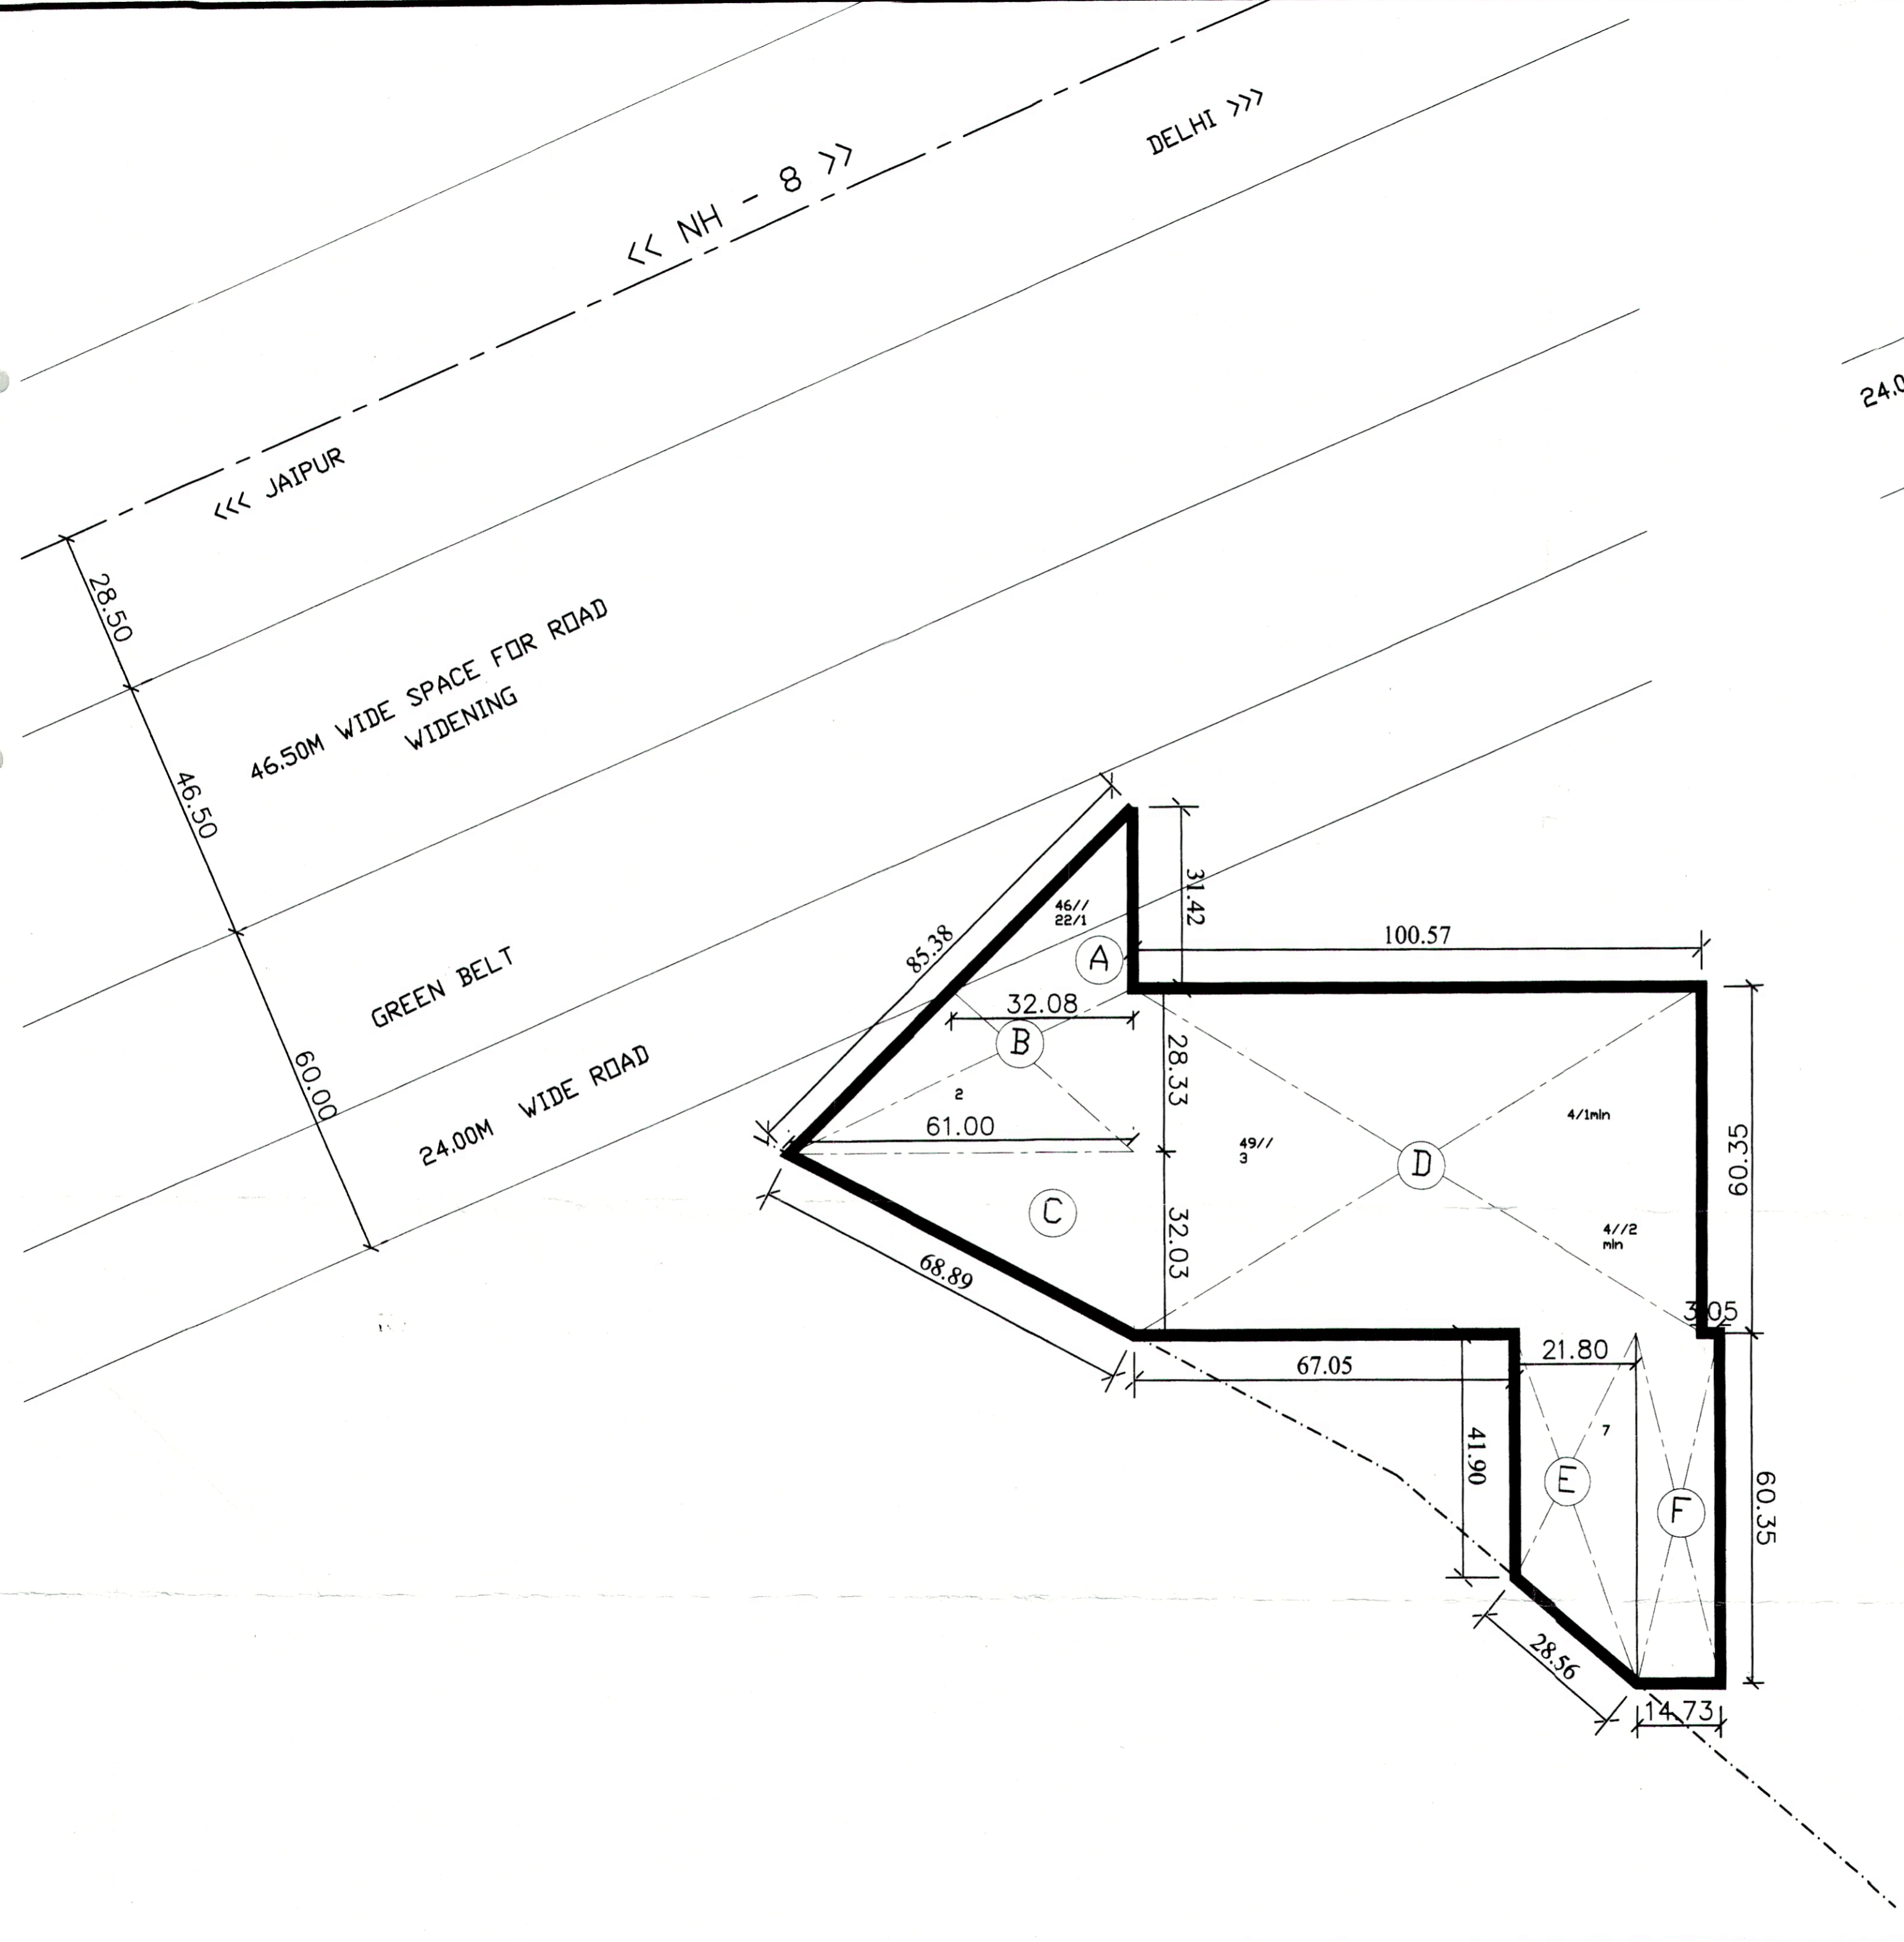 << NH - 8 >>
DELHI >>>
24.0
<<< JAIPUR
28.50
46.50M WIDE SPACE FOR ROAD
WIDENING
46.50
GREEN BELT
60.00
24.00M WIDE ROAD
85.38
46//
22/1
31.42
A
100.57
32.08
B
28.33
2
61.00
49//
3
4/1min
D
60.35
C
32.03
4//2
min
68.89
3.05
67.05
21.80
41.90
7
E
F
60.35
28.56
14.73